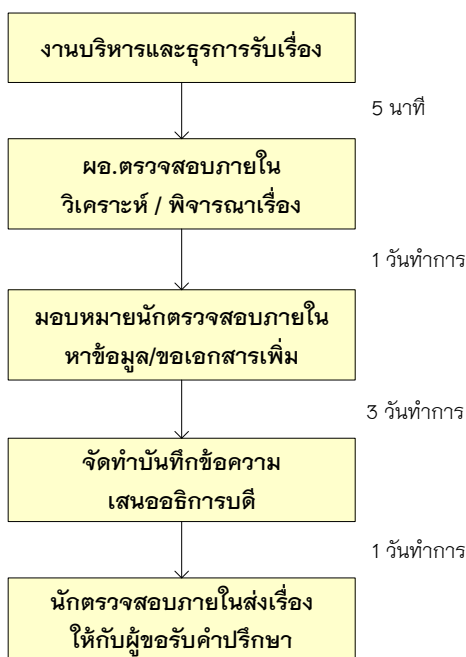 งานบริหารและธุรการรับเรื่อง
5 นาที
ผอ.ตรวจสอบภายใน
วิเคราะห์ / พิจารณาเรื่อง
1 วันทำการ
มอบหมายนักตรวจสอบภายใน
หาข้อมูล/ขอเอกสารเพิ่ม
3 วันทำการ
จัดทำบันทึกข้อความ
เสนออธิการบดี
1 วันทำการ
นักตรวจสอบภายในส่งเรื่อง
ให้กับผู้ขอรับคำปรึกษา